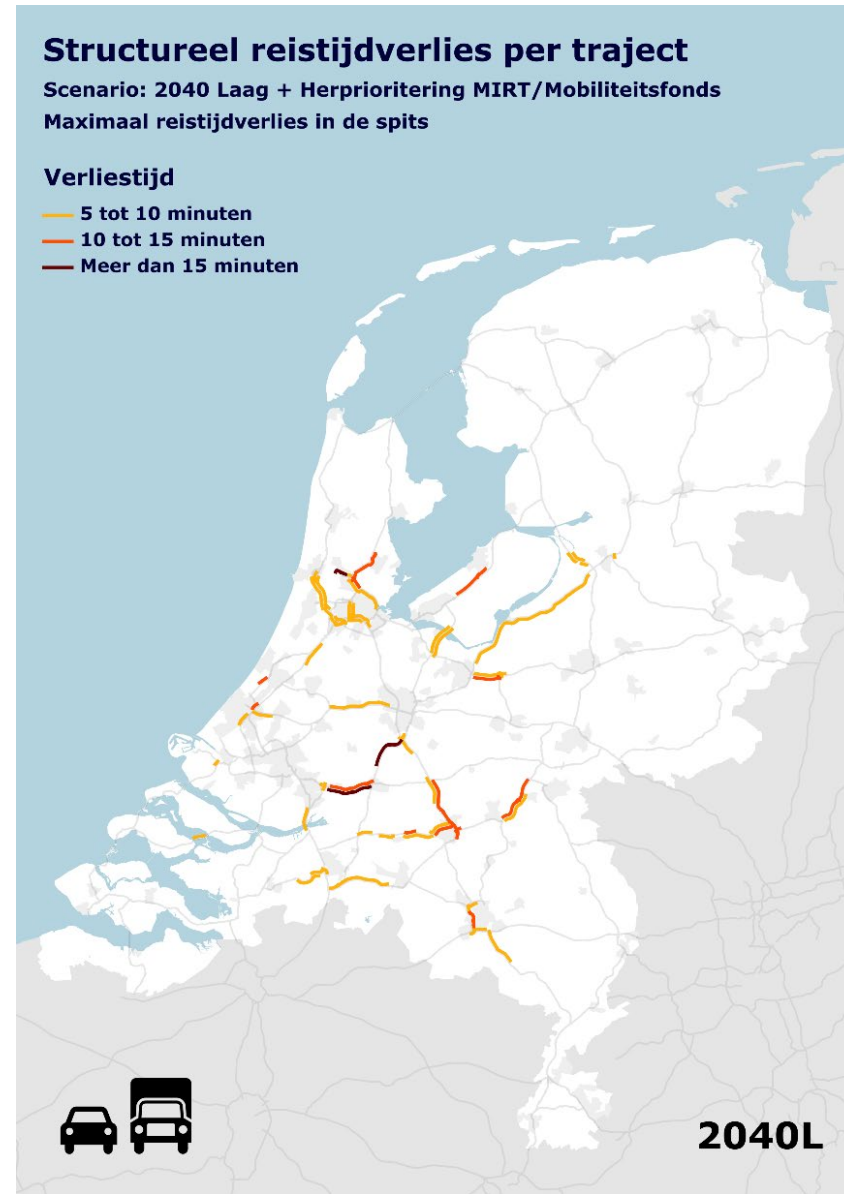 Structureel reistijdverlies per traject
Scenario: 2040 Laag + Herprioritering MIRT/Mobiliteitsfonds
Maximaal reistijdverlies in de spits
Verliestijd
5 tot 10 minuten
10 tot 15 minuten
Meer dan 15 minuten
2040L